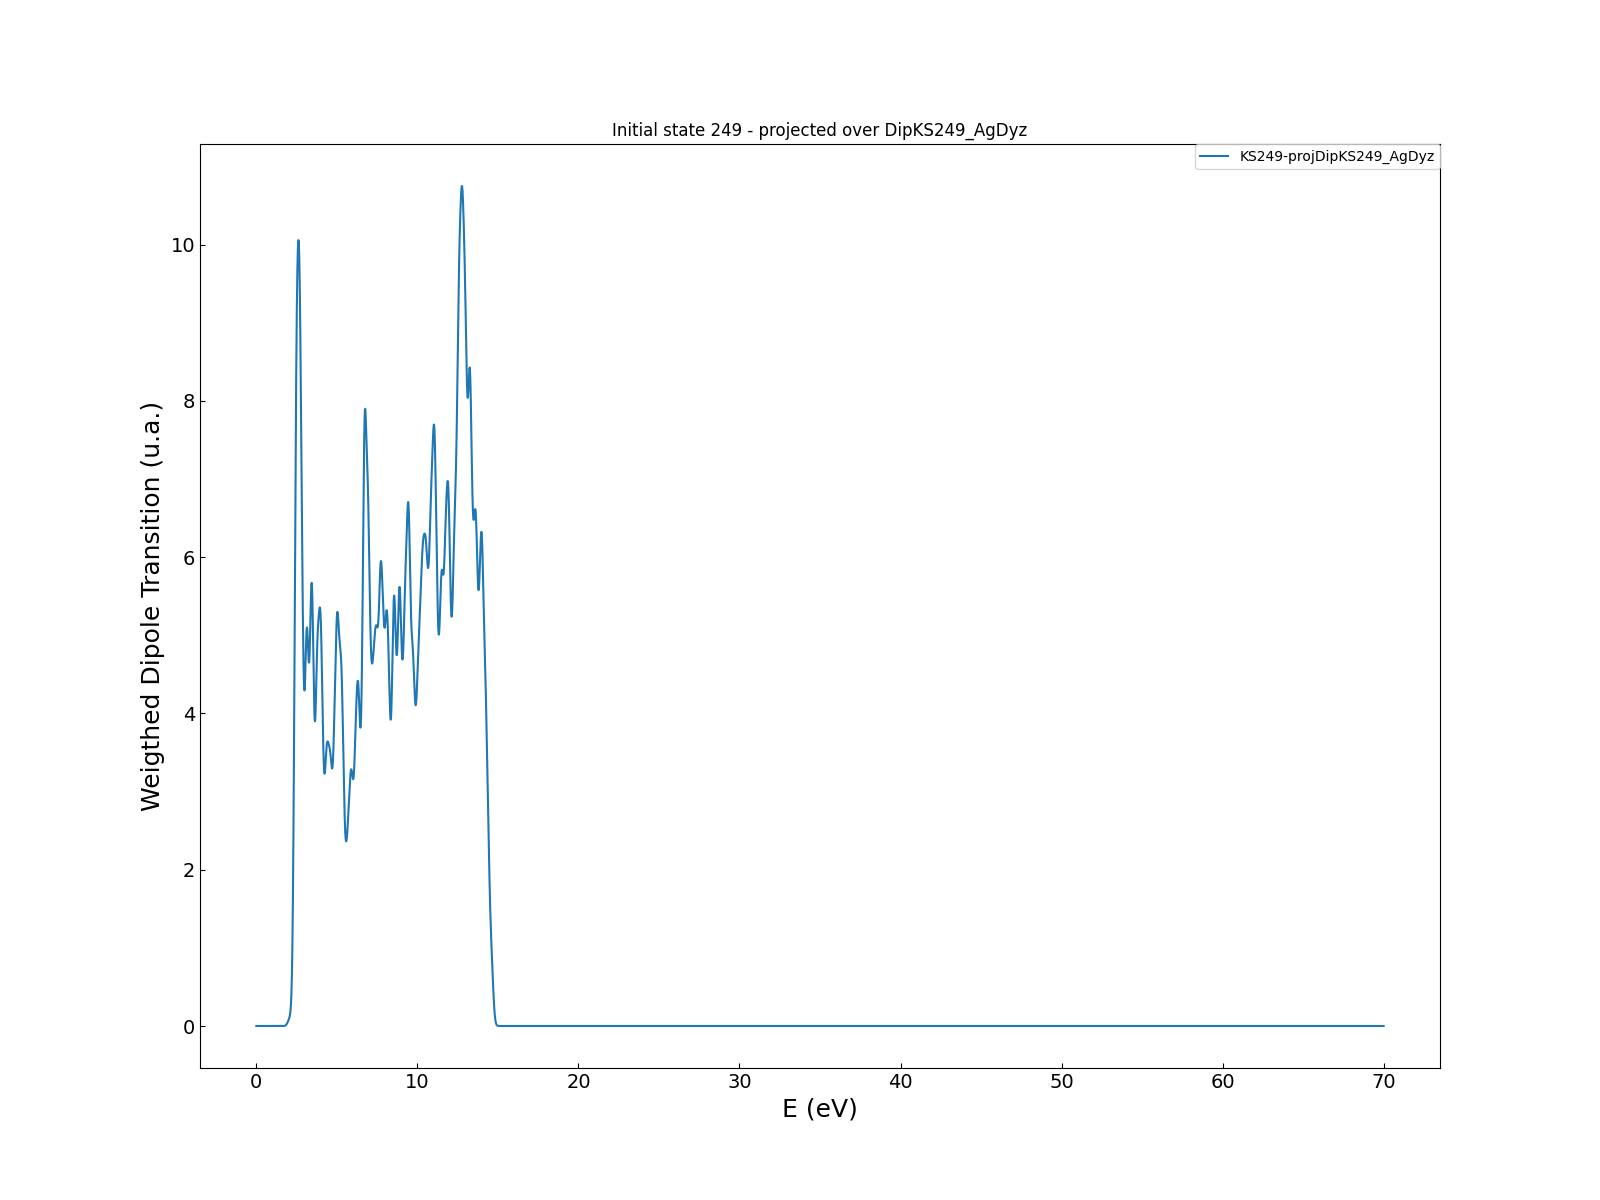 Initial state 249 - projected over DipKS249_AgDyz
KS249-projDipKS249_AgDyz
Weigthed Dipole Transition (u.a.)
10
8
6
4
2
0
0 10 20 30 40 50 60 70
E (eV)